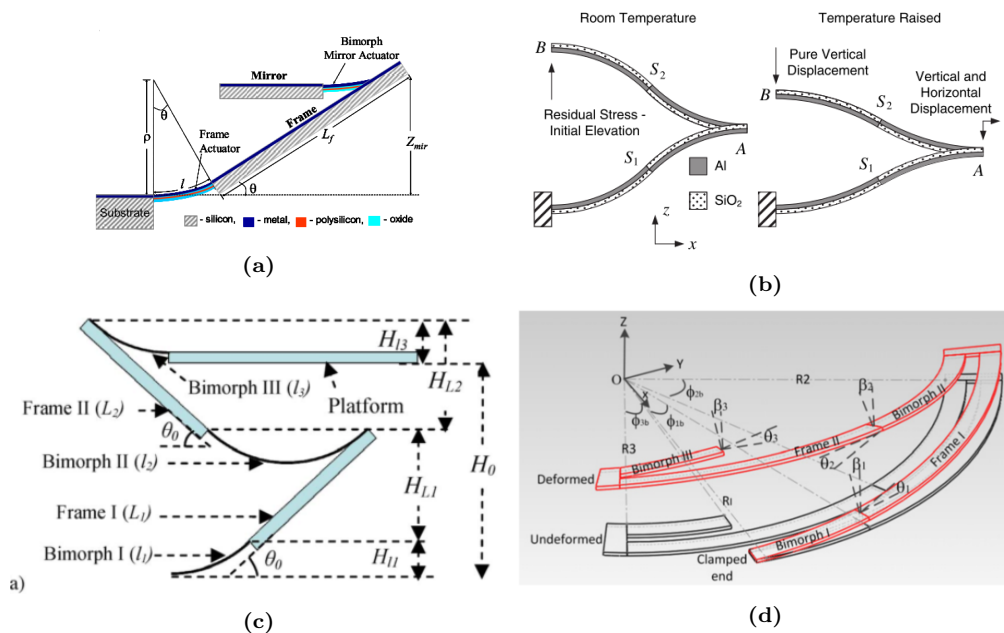 Bimorph
Mirror Actuator
Mirror
Frame
Frame
Actuator
ρ
θ
l
L_f
Z_mir
θ
Substrate
- silicon, - metal, - polysilicon, - oxide
(a)
Room Temperature
Temperature Raised
B
S_2
Residual Stress -
Initial Elevation
S_1
A
Al
SiO_2
z
x
Pure Vertical
Displacement
Vertical and
Horizontal
Displacement
B
S_2
S_1
A
(b)
H_l3
H_L2
Bimorph III (l_3)
Platform
Frame II (L_2)
θ_0
Bimorph II (l_2)
H_0
H_L1
Frame I (L_1)
Bimorph I (l_1)
θ_0
H_l1
a)
(c)
Z
Y
O
X
R2
ϕ_2b
ϕ_3b
ϕ_1b
R3
β_3
β_2
Bimorph II
θ_3
Bimorph III
Frame II
Frame I
θ_2
β_1
θ_1
Deformed
R1
Undeformed
Bimorph I
Clamped
end
(d)